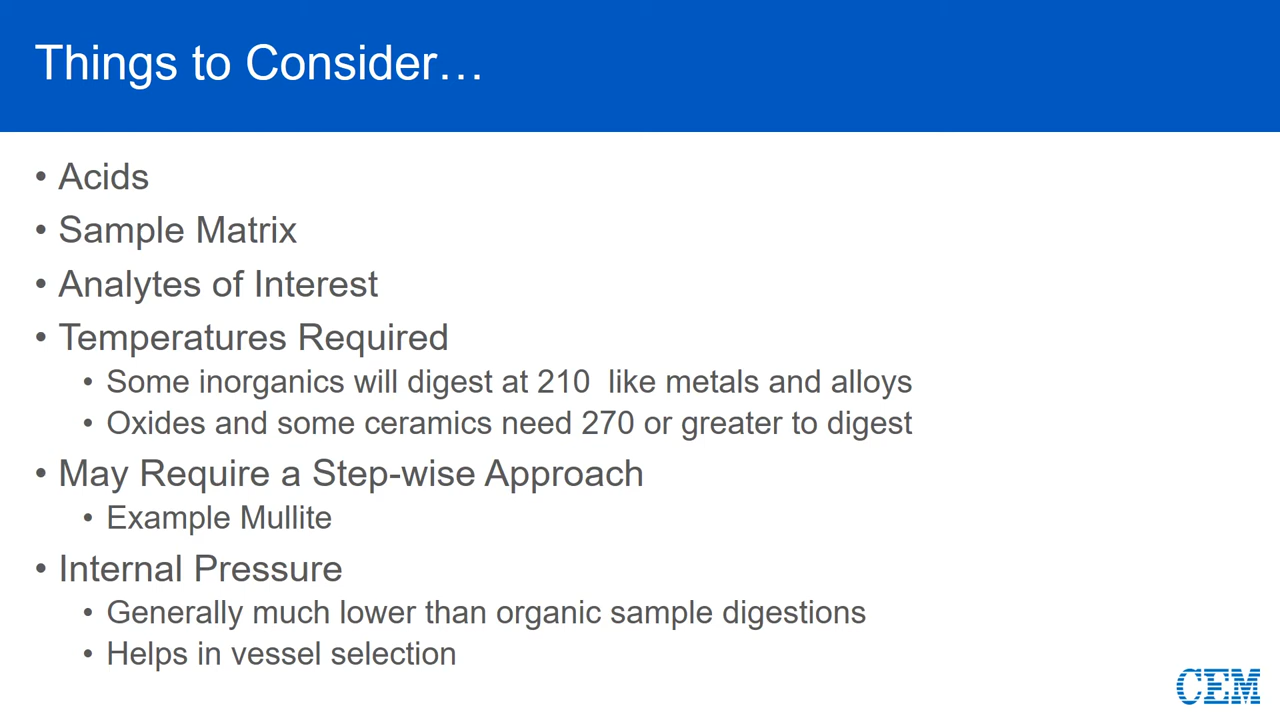 Things to Consider…
• Acids
• Sample Matrix
• Analytes of Interest
• Temperatures Required
• Some inorganics will digest at 210  like metals and alloys
• Oxides and some ceramics need 270 or greater to digest
• May Require a Step-wise Approach
• Example Mullite
• Internal Pressure
• Generally much lower than organic sample digestions
• Helps in vessel selection
CEM